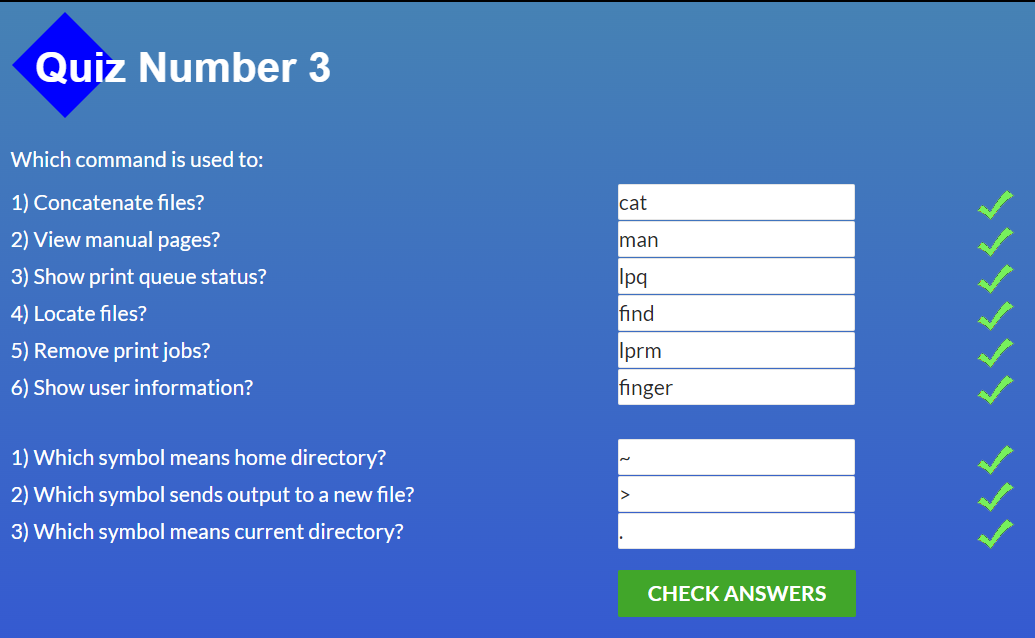 Quiz Number 3
Which command is used to:
1) Concatenate files? cat
2) View manual pages? man
3) Show print queue status? lpq
4) Locate files? find
5) Remove print jobs? lprm
6) Show user information? finger
1) Which symbol means home directory? ~
2) Which symbol sends output to a new file? >
3) Which symbol means current directory? .
CHECK ANSWERS